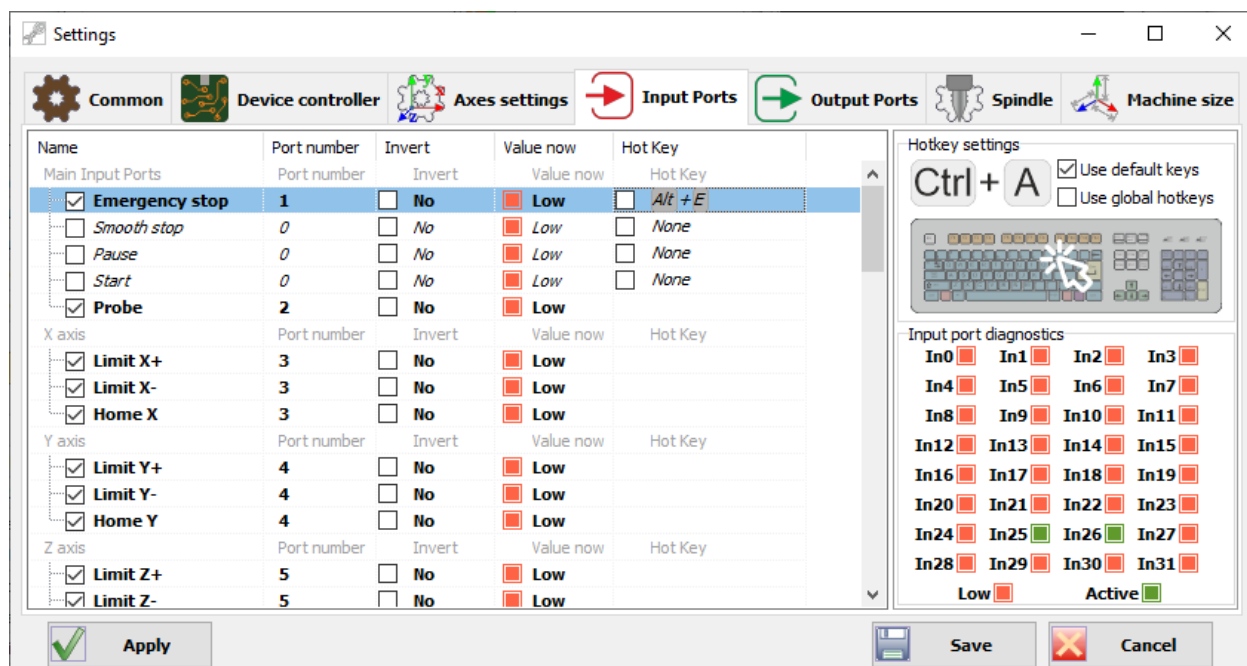 Settings
Common Device controller Axes settings Input Ports Output Ports Spindle Machine size
Name Port number Invert Value now Hot Key
Main Input Ports Port number Invert Value now Hot Key
Emergency stop 1 No Low Alt + E
Smooth stop 0 No Low None
Pause 0 No Low None
Start 0 No Low None
Probe 2 No Low
X axis Port number Invert Value now Hot Key
Limit X+ 3 No Low
Limit X- 3 No Low
Home X 3 No Low
Y axis Port number Invert Value now Hot Key
Limit Y+ 4 No Low
Limit Y- 4 No Low
Home Y 4 No Low
Z axis Port number Invert Value now Hot Key
Limit Z+ 5 No Low
Limit Z- 5 No Low
Hotkey settings
Ctrl + A
Use default keys
Use global hotkeys
Input port diagnostics
In0 In1 In2 In3
In4 In5 In6 In7
In8 In9 In10 In11
In12 In13 In14 In15
In16 In17 In18 In19
In20 In21 In22 In23
In24 In25 In26 In27
In28 In29 In30 In31
Low Active
Apply Save Cancel